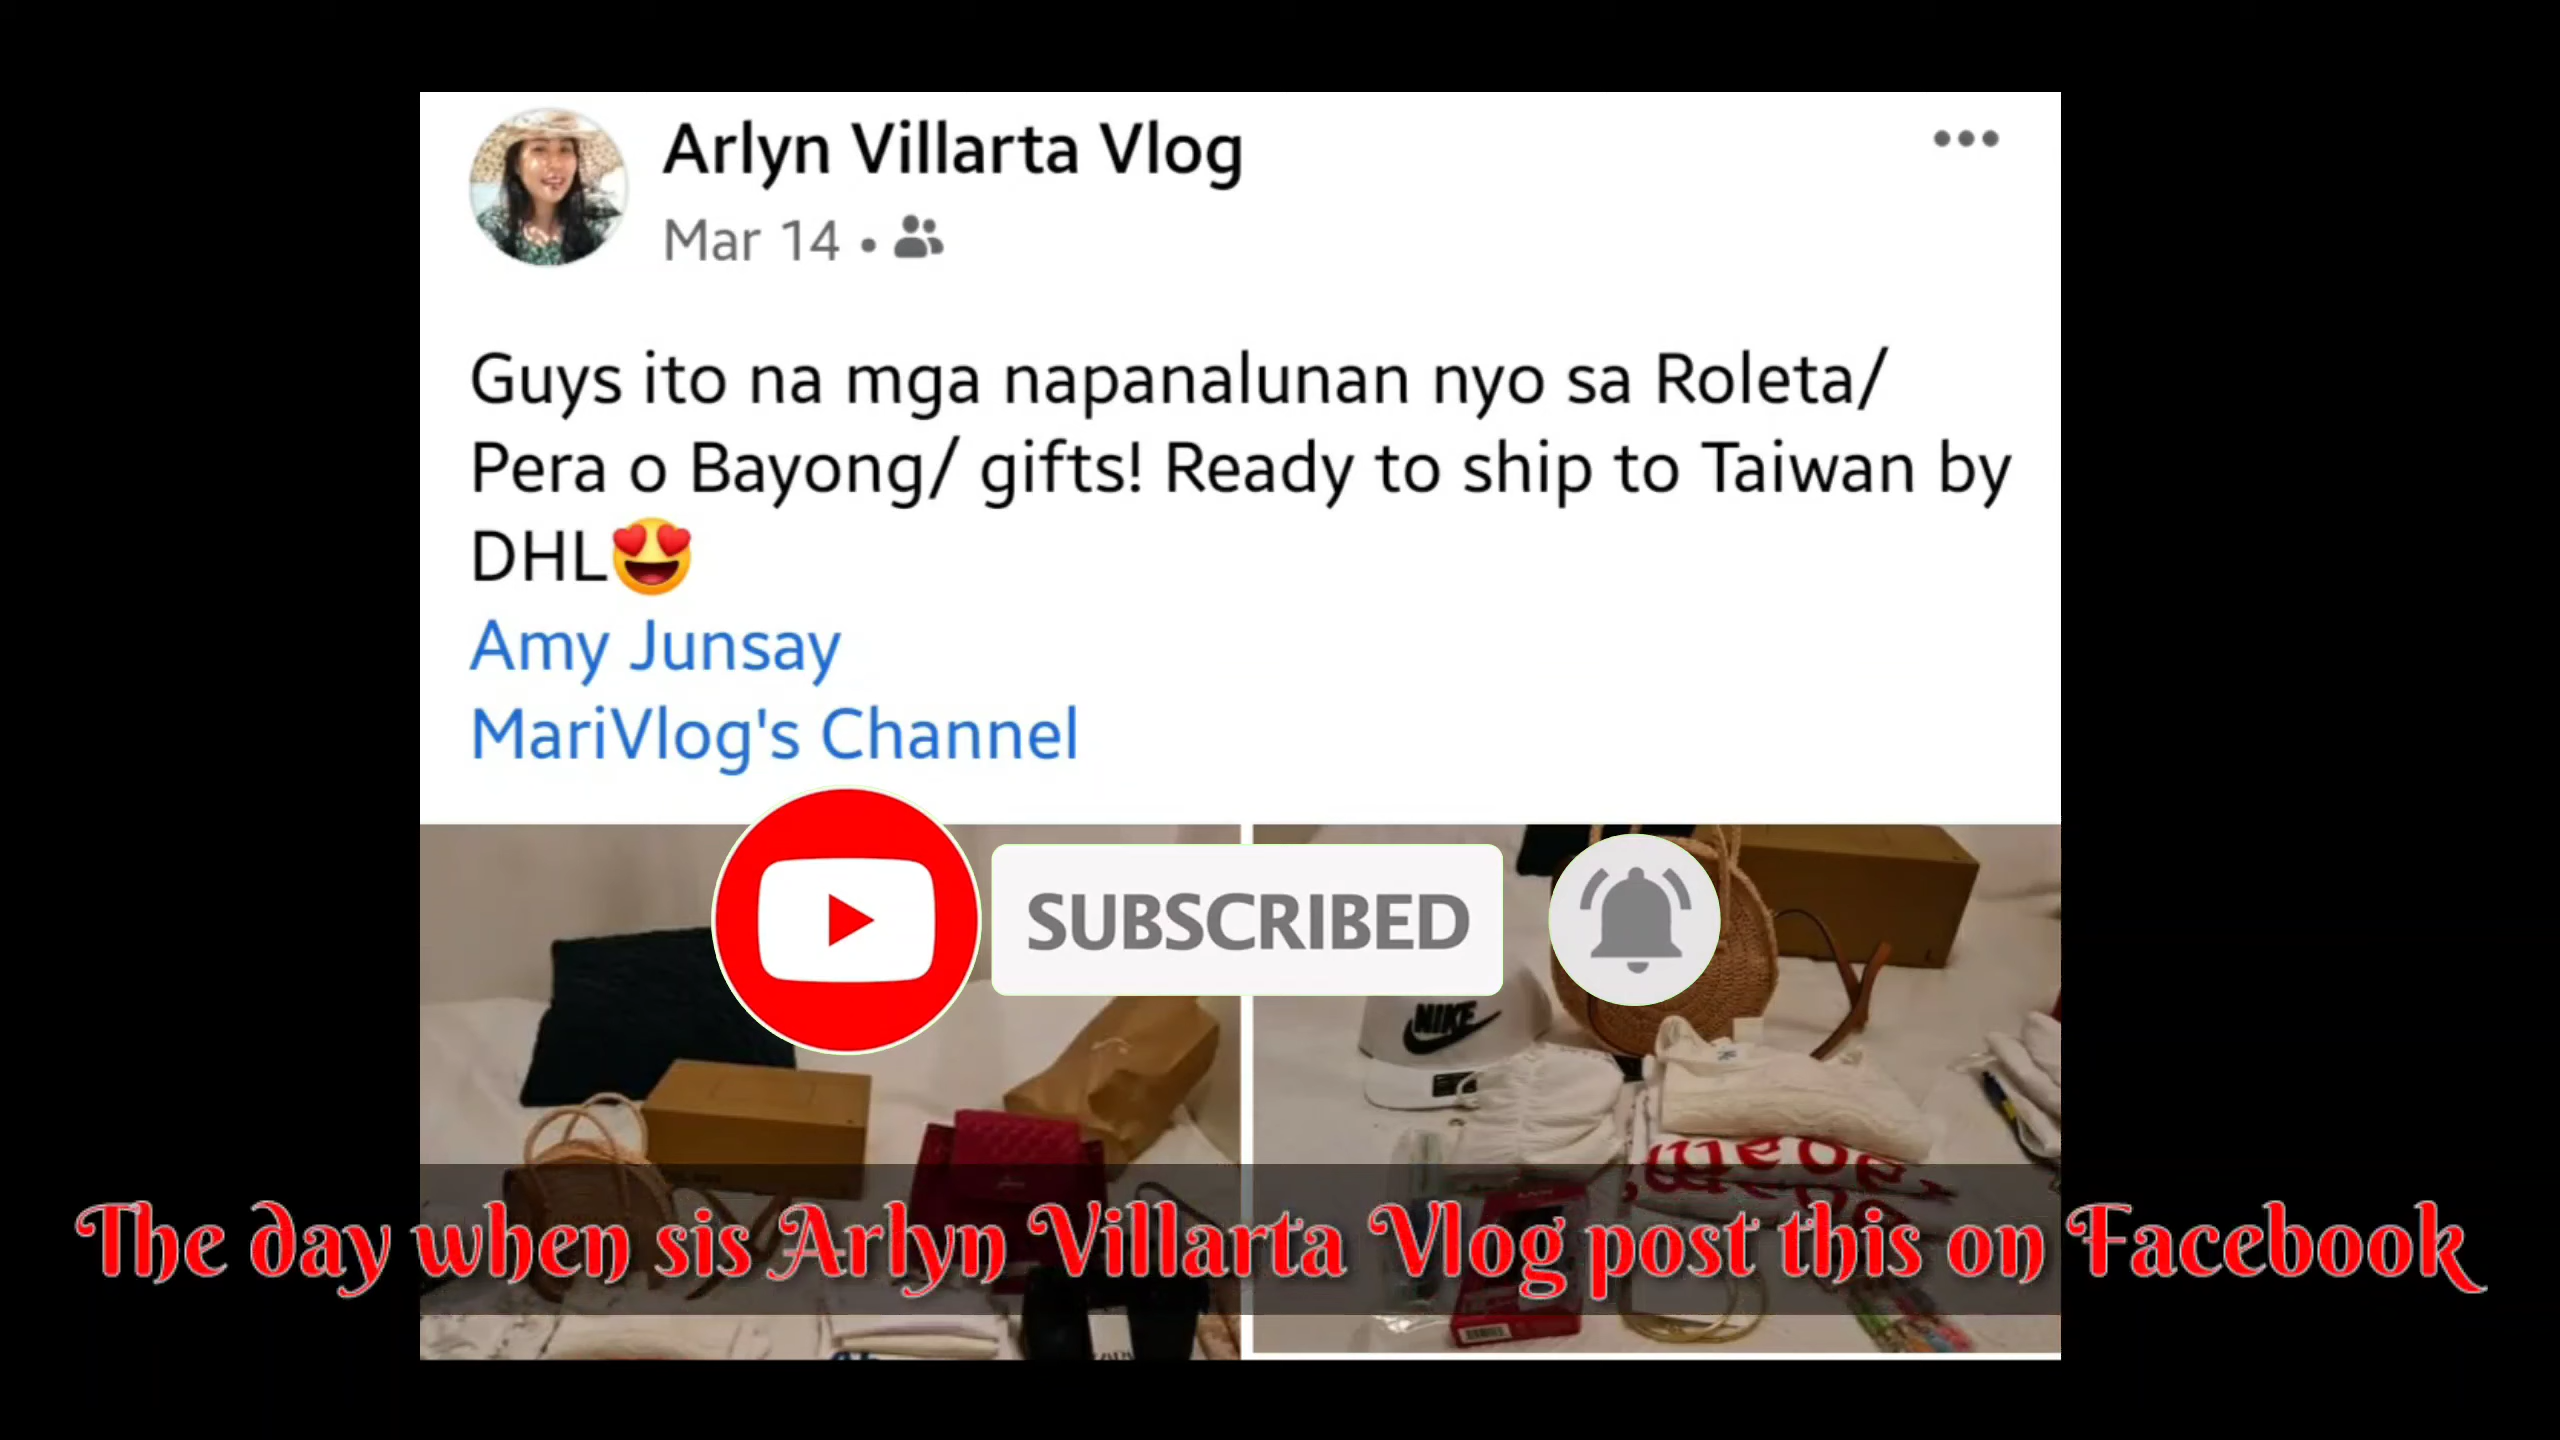 Arlyn Villarta Vlog
Mar 14 •
Guys ito na mga napanalunan nyo sa Roleta/
Pera o Bayong/ gifts! Ready to ship to Taiwan by
DHL😍
Amy Junsay
MariVlog's Channel
SUBSCRIBED
NIKE
The day when sis Arlyn Villarta Vlog post this on Facebook